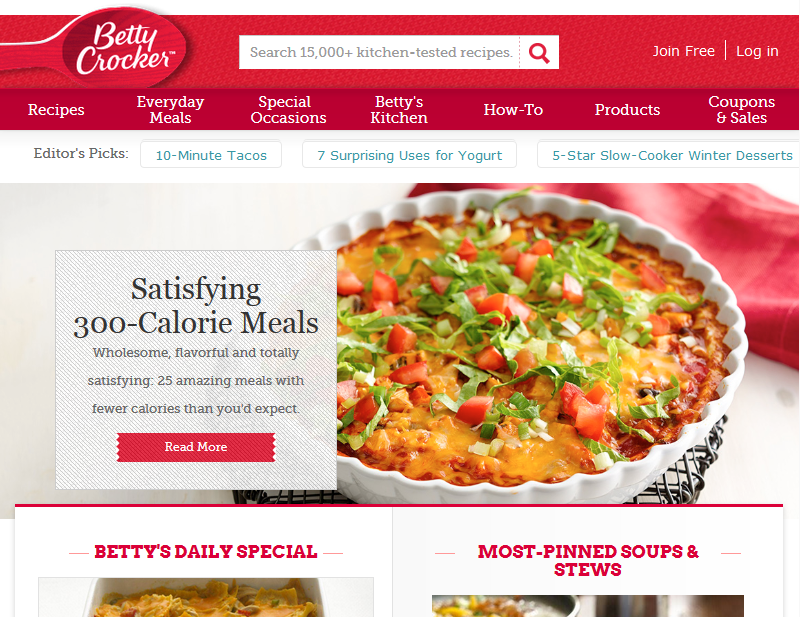 Betty
Crocker™
Search 15,000+ kitchen-tested recipes.
Join Free
Log in
Recipes
Everyday
Meals
Special
Occasions
Betty's
Kitchen
How-To
Products
Coupons
& Sales
Editor's Picks:
10-Minute Tacos
7 Surprising Uses for Yogurt
5-Star Slow-Cooker Winter Desserts
Satisfying
300-Calorie Meals
Wholesome, flavorful and totally
satisfying: 25 amazing meals with
fewer calories than you'd expect.
Read More
BETTY'S DAILY SPECIAL
MOST-PINNED SOUPS &
STEWS